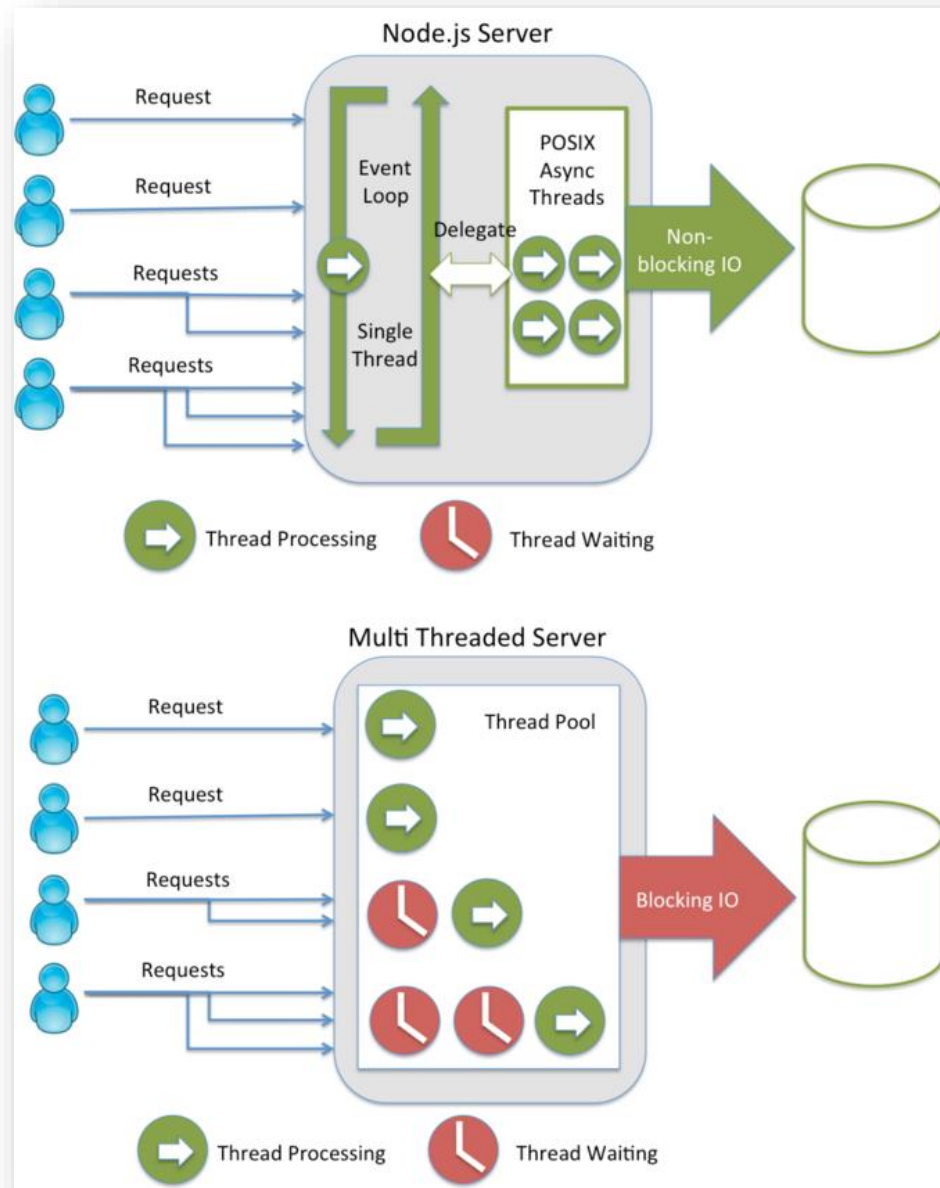 Node.js Server
Request
Request
Requests
Requests
Event
Loop
Single
Thread
Delegate
POSIX
Async
Threads
Non-
blocking IO
Thread Processing
Thread Waiting
Multi Threaded Server
Request
Request
Requests
Requests
Thread Pool
Blocking IO
Thread Processing
Thread Waiting